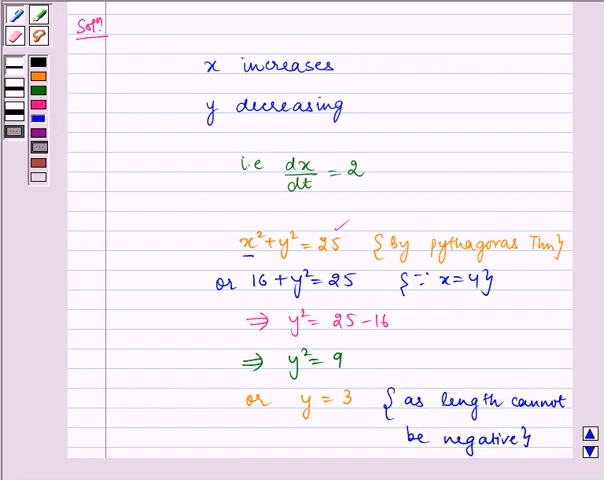 Solⁿ
x increases
y decreasing
i.e dx/dt = 2
x² + y² = 25 {By pythagoras Thm}
or 16 + y² = 25 {∵ x = 4}
⇒ y² = 25 - 16
⇒ y² = 9
or y = 3 {as length cannot
be negative}